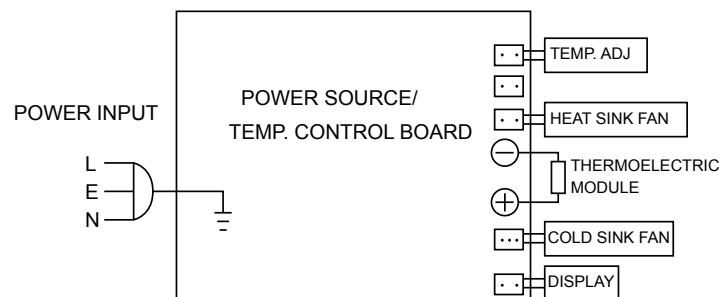 TEMP. ADJ
POWER SOURCE/
TEMP. CONTROL BOARD
POWER INPUT
HEAT SINK FAN
L
E
N
THERMOELECTRIC
MODULE
COLD SINK FAN
DISPLAY